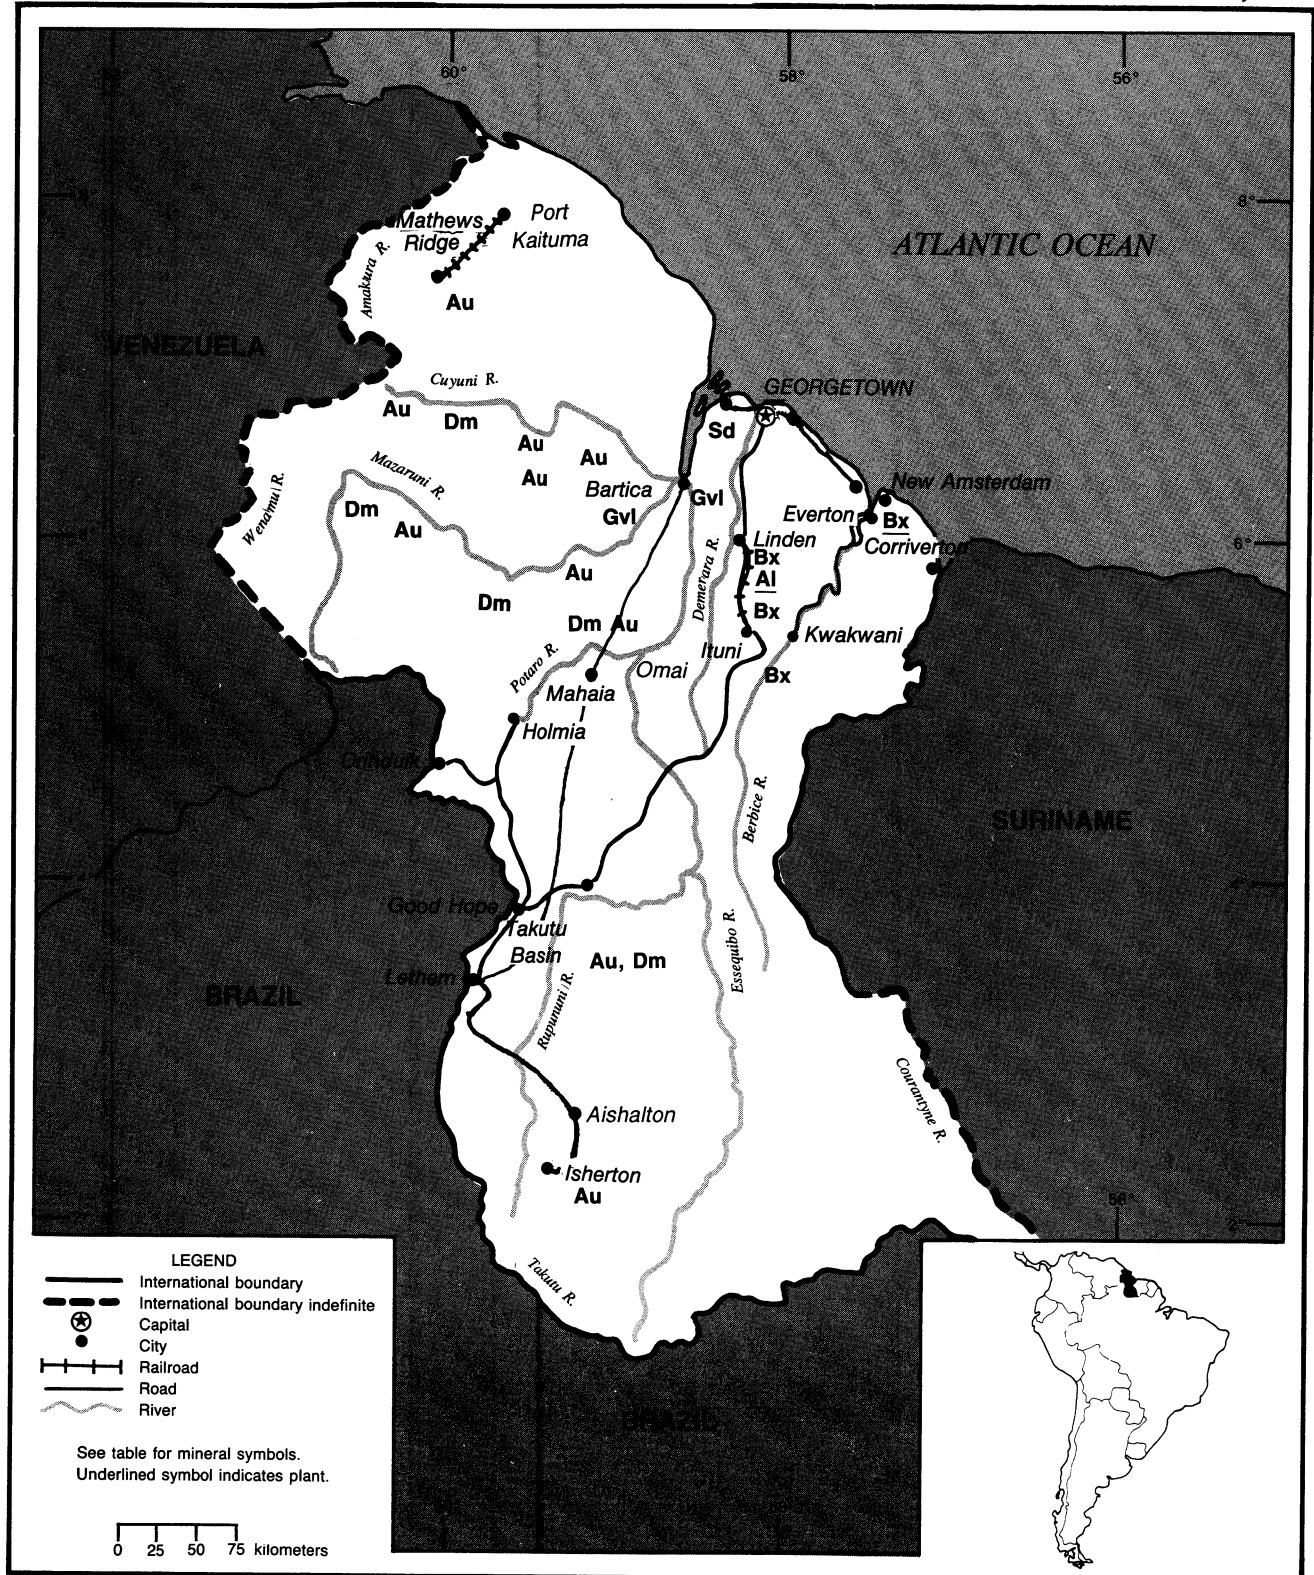 60°
58°
56°
8°
Mathews
Ridge
Port
Kaituma
ATLANTIC OCEAN
Amakura R.
Au
VENEZUELA
Cuyuni R.
GEORGETOWN
Au
Dm
Sd
Au
Au
Au
Mazaruni R.
Wenamu R.
Bartica
Gvl
Gvl
New Amsterdam
Everton
Bx
Corriverton
6°
Dm
Au
Linden
Bx
Al
Bx
Demerara R.
Au
Dm
Dm Au
Ituni
Kwakwani
Bx
Omai
Potaro R.
Mahaia
Holmia
Orinduik
Berbice R.
SURINAME
4°
4°
Good Hope
Takutu
Basin
Lethem
Au, Dm
Essequibo R.
Rupununi R.
BRAZIL
Courantyne R.
Aishalton
Isherton
Au
56°
2°
2°
Takutu R.
BRAZIL
LEGEND
International boundary
International boundary indefinite
Capital
City
Railroad
Road
River
See table for mineral symbols.
Underlined symbol indicates plant.
0 25 50 75 kilometers